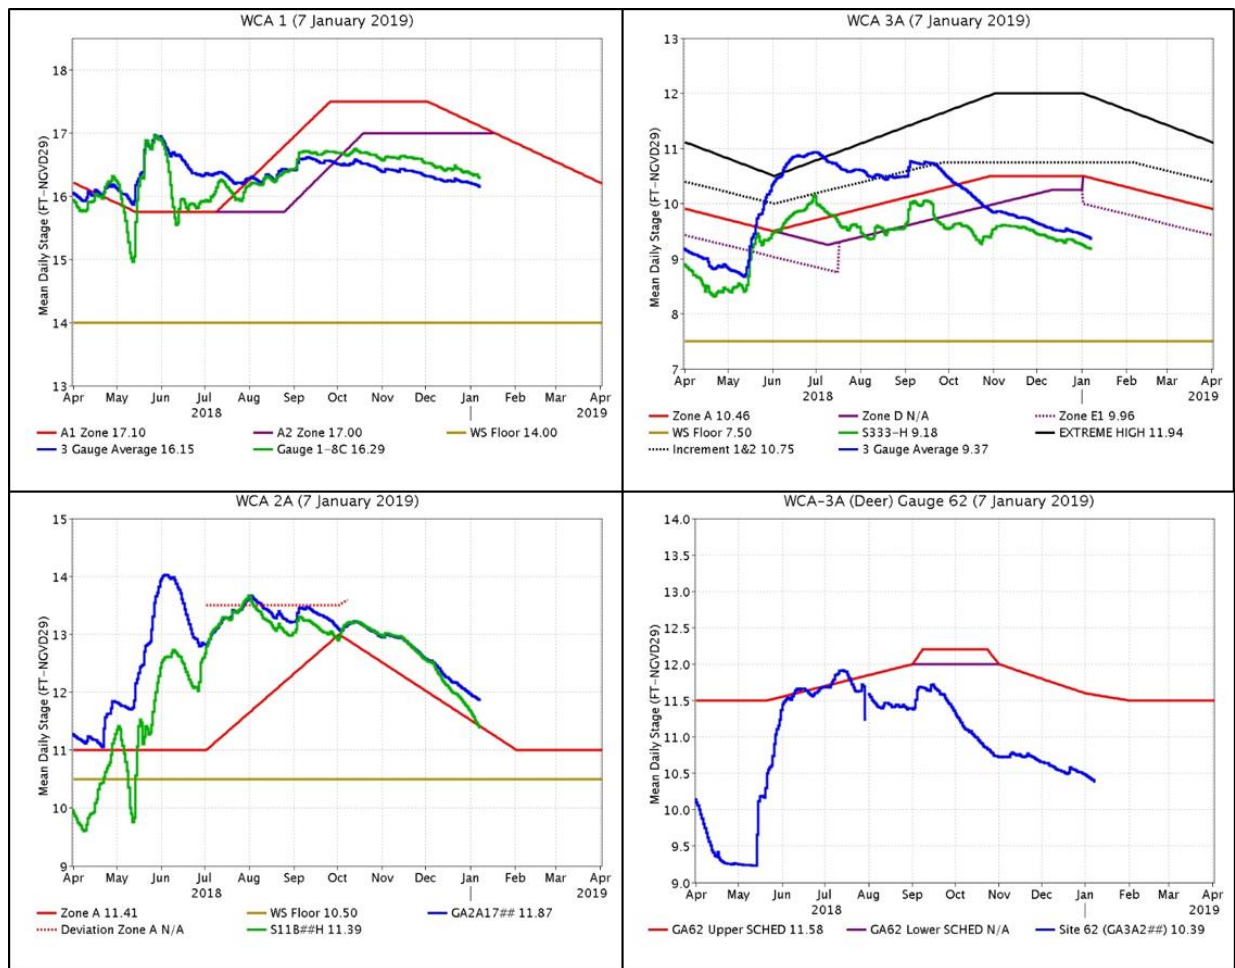 WCA 1 (7 January 2019)
Mean Daily Stage (FT-NGVD29)
18
17
16
15
14
13
Apr May Jun Jul Aug Sep Oct Nov Dec Jan Feb Mar Apr
2018 2019
A1 Zone 17.10 A2 Zone 17.00 WS Floor 14.00
3 Gauge Average 16.15 Gauge 1-8C 16.29
WCA 3A (7 January 2019)
Mean Daily Stage (FT-NGVD29)
13
12
11
10
9
8
7
Apr May Jun Jul Aug Sep Oct Nov Dec Jan Feb Mar Apr
2018 2019
Zone A 10.46 Zone D N/A Zone E1 9.96
WS Floor 7.50 S333-H 9.18 EXTREME HIGH 11.94
Increment 1&2 10.75 3 Gauge Average 9.37
WCA 2A (7 January 2019)
Mean Daily Stage (FT-NGVD29)
15
14
13
12
11
10
9
Apr May Jun Jul Aug Sep Oct Nov Dec Jan Feb Mar Apr
2018 2019
Zone A 11.41 WS Floor 10.50 GA2A17## 11.87
Deviation Zone A N/A S11B##H 11.39
WCA-3A (Deer) Gauge 62 (7 January 2019)
Mean Daily Stage (FT-NGVD29)
14.0
13.5
13.0
12.5
12.0
11.5
11.0
10.5
10.0
9.5
9.0
Apr May Jun Jul Aug Sep Oct Nov Dec Jan Feb Mar Apr
2018 2019
GA62 Upper SCHED 11.58 GA62 Lower SCHED N/A Site 62 (GA3A2##) 10.39